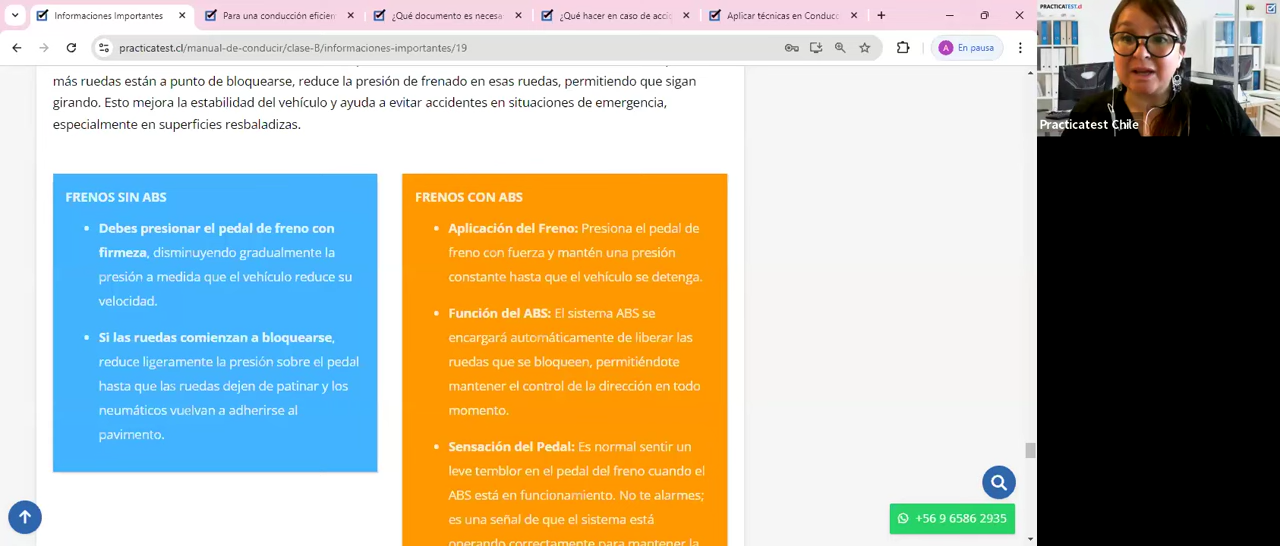 Informaciones Importantes
Para una conducción eficien
¿Qué documento es necesa
¿Qué hacer en caso de accid
Aplicar técnicas en Conducc
practicatest.cl/manual-de-conducir/clase-B/informaciones-importantes/19
A
En pausa
PRACTICATEST.cl
Practicatest Chile
más ruedas están a punto de bloquearse, reduce la presión de frenado en esas ruedas, permitiendo que sigan
girando. Esto mejora la estabilidad del vehículo y ayuda a evitar accidentes en situaciones de emergencia,
especialmente en superficies resbaladizas.
FRENOS SIN ABS
• Debes presionar el pedal de freno con
firmeza, disminuyendo gradualmente la
presión a medida que el vehículo reduce su
velocidad.
• Si las ruedas comienzan a bloquearse,
reduce ligeramente la presión sobre el pedal
hasta que las ruedas dejen de patinar y los
neumáticos vuelvan a adherirse al
pavimento.
FRENOS CON ABS
• Aplicación del Freno: Presiona el pedal de
freno con fuerza y mantén una presión
constante hasta que el vehículo se detenga.
• Función del ABS: El sistema ABS se
encargará automáticamente de liberar las
ruedas que se bloqueen, permitiéndote
mantener el control de la dirección en todo
momento.
• Sensación del Pedal: Es normal sentir un
leve temblor en el pedal del freno cuando el
ABS está en funcionamiento. No te alarmes;
es una señal de que el sistema está
operando correctamente para mantener la
+56 9 6586 2935